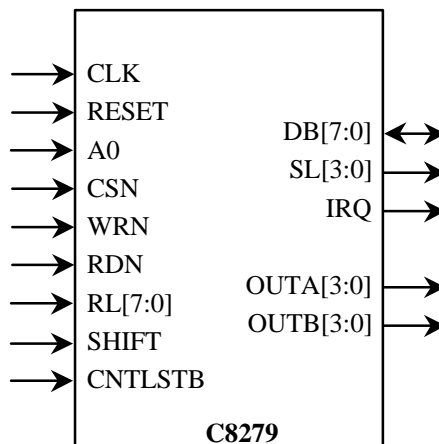 CLK
RESET
A0
CSN
WRN
RDN
RL[7:0]
SHIFT
CNTLSTB
DB[7:0]
SL[3:0]
IRQ
OUTA[3:0]
OUTB[3:0]
C8279